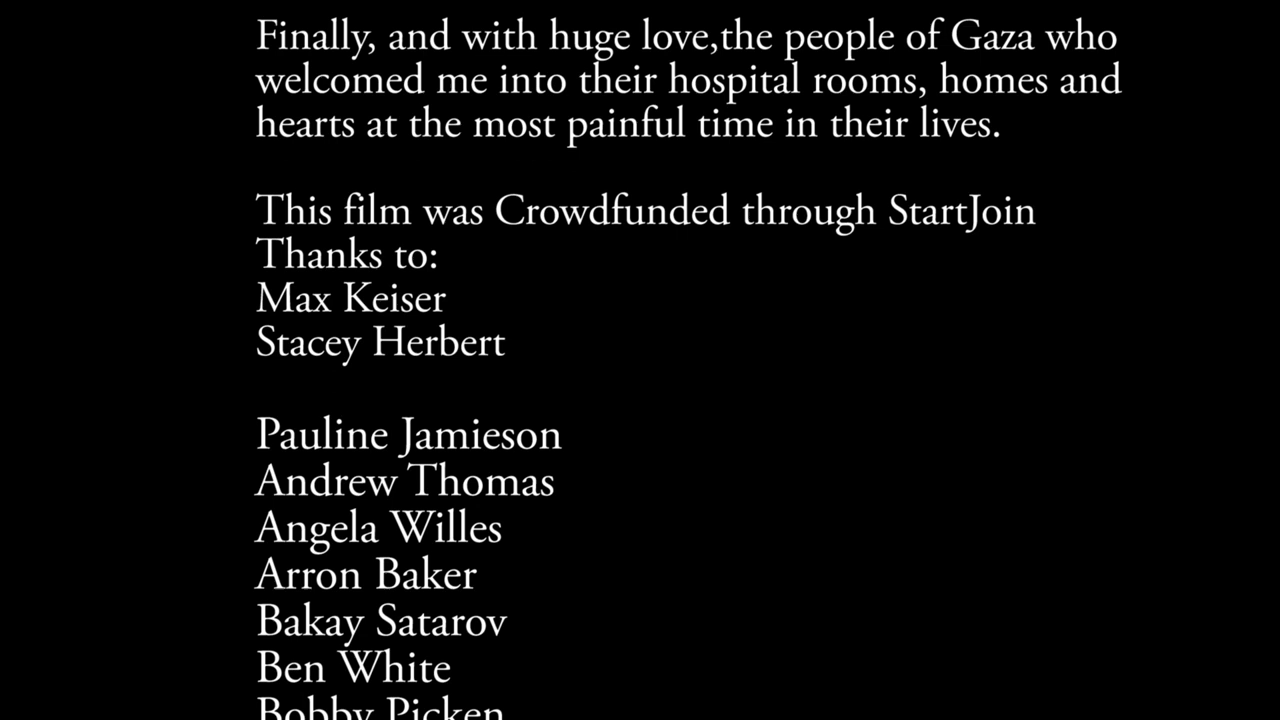 Finally, and with huge love,the people of Gaza who
welcomed me into their hospital rooms, homes and
hearts at the most painful time in their lives.
This film was Crowdfunded through StartJoin
Thanks to:
Max Keiser
Stacey Herbert
Pauline Jamieson
Andrew Thomas
Angela Willes
Arron Baker
Bakay Satarov
Ben White
Bobby Picken